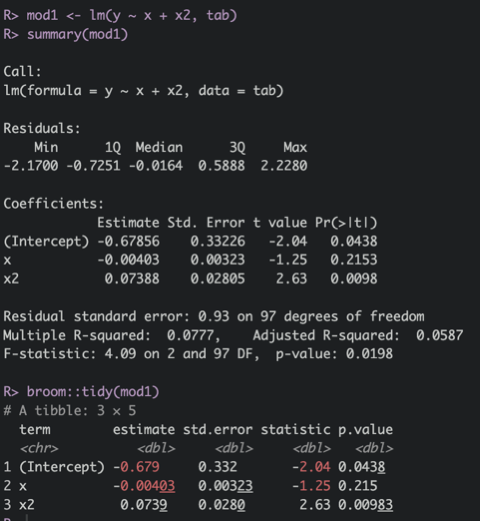 R> mod1 <- lm(y ~ x + x2, tab)
R> summary(mod1)
Call:
lm(formula = y ~ x + x2, data = tab)
Residuals:
    Min      1Q  Median      3Q     Max
-2.1700 -0.7251 -0.0164  0.5888  2.2280
Coefficients:
            Estimate Std. Error t value Pr(>|t|)
(Intercept) -0.67856    0.33226   -2.04   0.0438
x           -0.00403    0.00323   -1.25   0.2153
x2           0.07388    0.02805    2.63   0.0098
Residual standard error: 0.93 on 97 degrees of freedom
Multiple R-squared:  0.0777,    Adjusted R-squared:  0.0587
F-statistic: 4.09 on 2 and 97 DF,  p-value: 0.0198
R> broom::tidy(mod1)
# A tibble: 3 × 5
  term        estimate std.error statistic p.value
  <chr>          <dbl>     <dbl>     <dbl>   <dbl>
1 (Intercept) -0.679     0.332       -2.04 0.0438
2 x           -0.00403   0.00323     -1.25 0.215
3 x2           0.0739    0.0280       2.63 0.00983